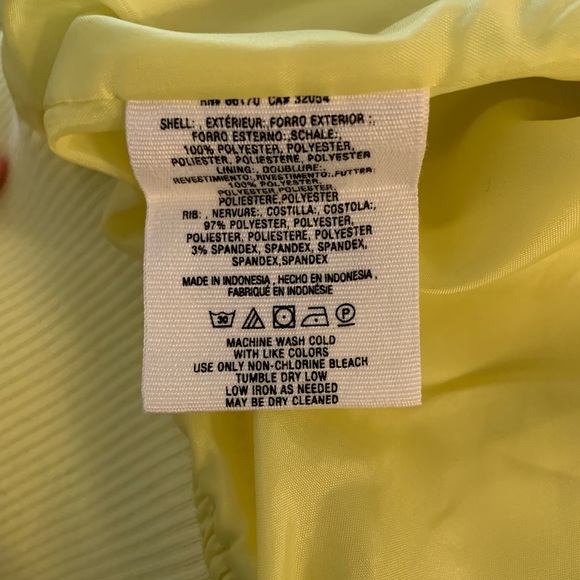 RN# 66170 CA# 32054
SHELL: , EXTÉRIEUR:,FORRO EXTERIOR :,
FORRO ESTERNO:,SCHALE:,
100% POLYESTER, POLYESTER,
POLIESTER, POLIESTERE, POLYESTER
LINING:, DOUBLURE:,
REVESTIMIENTO:,RIVESTIMENTO:,FUTTER:
100% POLYESTER,
POLYESTER,POLIESTER,
POLIESTERE,POLYESTER
RIB: , NERVURE:, COSTILLA:, COSTOLA:,
97% POLYESTER, POLYESTER,
POLIESTER, POLIESTERE, POLYESTER
3% SPANDEX, SPANDEX, SPANDEX,
SPANDEX,SPANDEX
MADE IN INDONESIA , HECHO EN INDONESIA ,
FABRIQUÉ EN INDONÉSIE
30 P
MACHINE WASH COLD
WITH LIKE COLORS
USE ONLY NON-CHLORINE BLEACH
TUMBLE DRY LOW
LOW IRON AS NEEDED
MAY BE DRY CLEANED